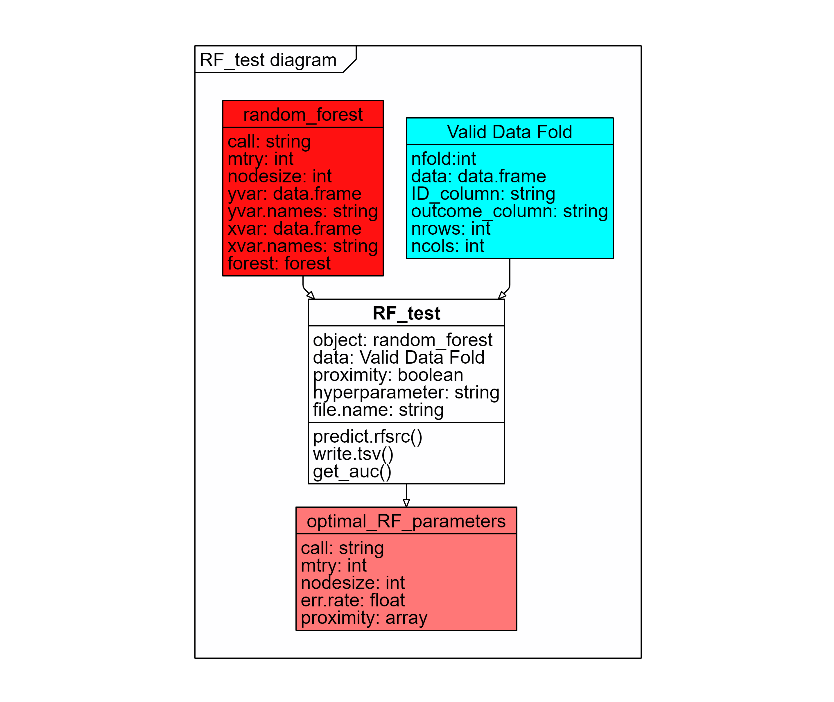 RF_test diagram
random_forest
call: string
mtry: int
nodesize: int
yvar: data.frame
yvar.names: string
xvar: data.frame
xvar.names: string
forest: forest
Valid Data Fold
nfold:int
data: data.frame
ID_column: string
outcome_column: string
nrows: int
ncols: int
RF_test
object: random_forest
data: Valid Data Fold
proximity: boolean
hyperparameter: string
file.name: string
predict.rfsrc()
write.tsv()
get_auc()
optimal_RF_parameters
call: string
mtry: int
nodesize: int
err.rate: float
proximity: array